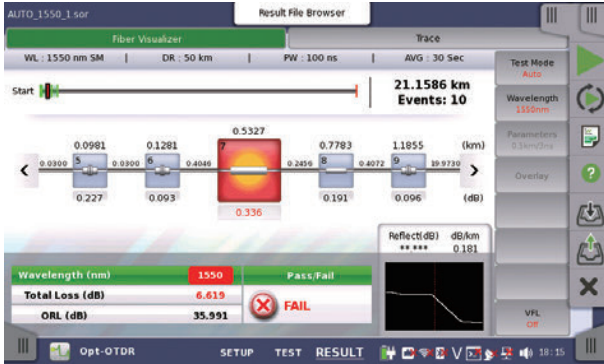 AUTO_1550_1.sor
Result File Browser
Fiber Visualizer
Trace
WL : 1550 nm SM | DR : 50 km | PW : 100 ns | AVG : 30 Sec
Start
21.1586 km
Events: 10
0.0981 0.1281 0.5327 0.7783 1.1855 (km)
0.0300 5 0.0300 6 0.4046 7 0.2456 8 0.4072 9 19.9730
0.227 0.093 0.336 0.191 0.096 (dB)
Reflect(dB) dB/km
**.*** 0.181
Wavelength (nm) 1550 Pass/Fail
Total Loss (dB) 6.619
ORL (dB) 35.991
FAIL
Test Mode
Auto
Wavelength
1550nm
Parameters
0.5km/3ns
Overlay
VFL
Off
Opt-OTDR SETUP TEST RESULT V 18:15